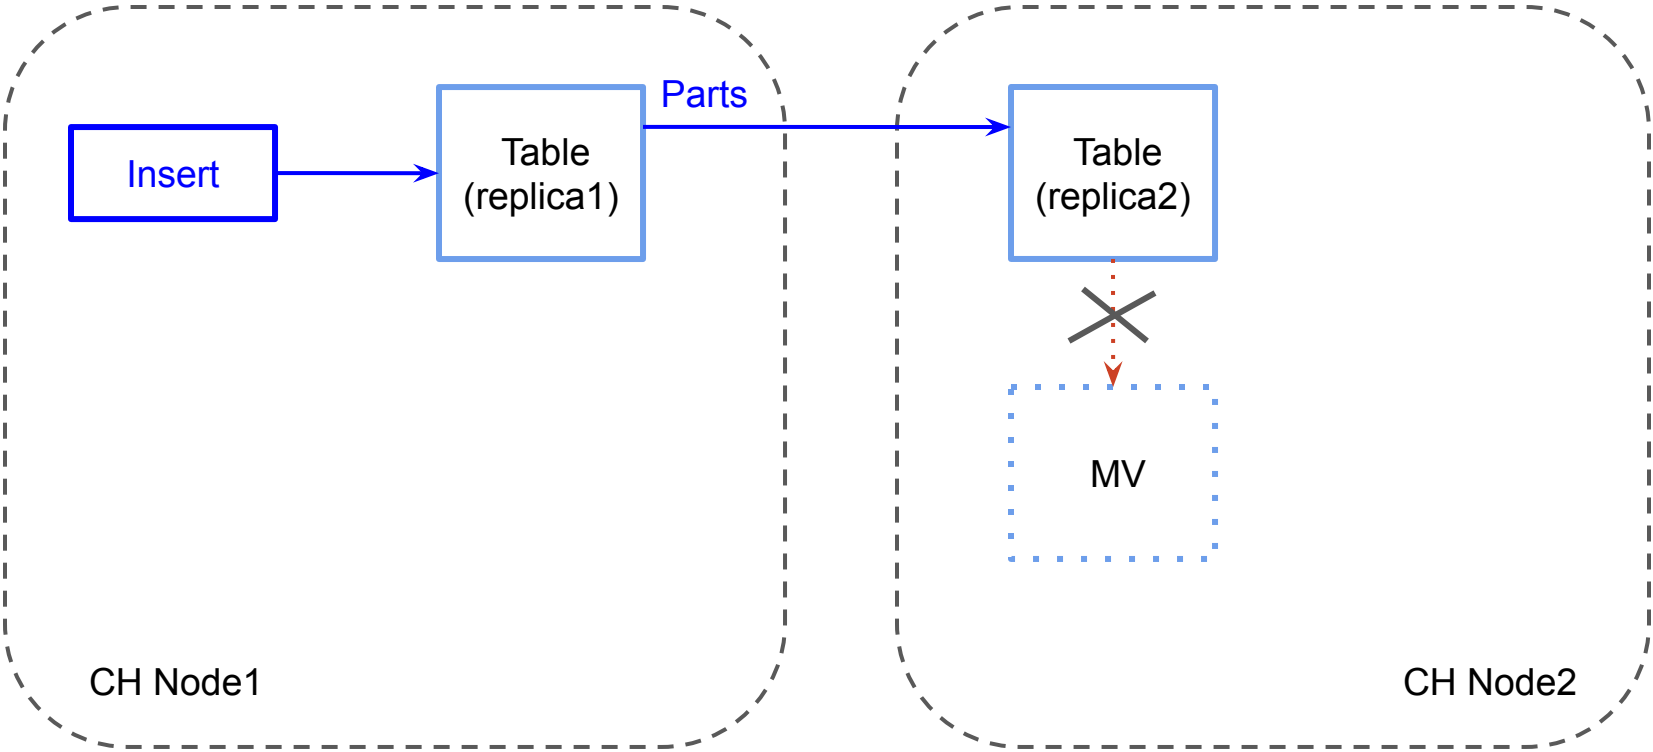 Parts
Insert
Table
(replica1)
Table
(replica2)
MV
CH Node1
CH Node2